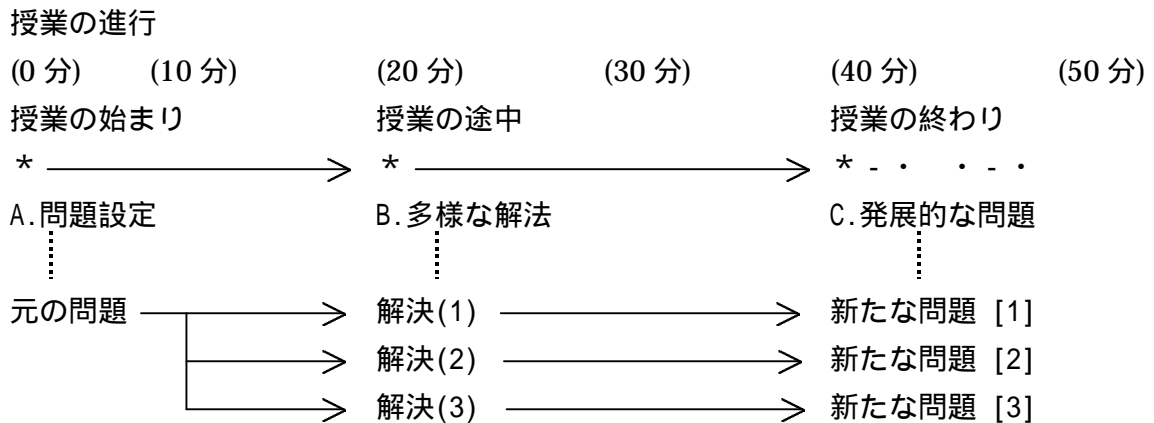 授業の進行
(0 分) (10 分) (20 分) (30 分) (40 分) (50 分)
授業の始まり 授業の途中 授業の終わり
* * * - ・ ・ - ・
A.問題設定 B.多様な解法 C.発展的な問題
元の問題 解決(1) 新たな問題 [1]
解決(2) 新たな問題 [2]
解決(3) 新たな問題 [3]